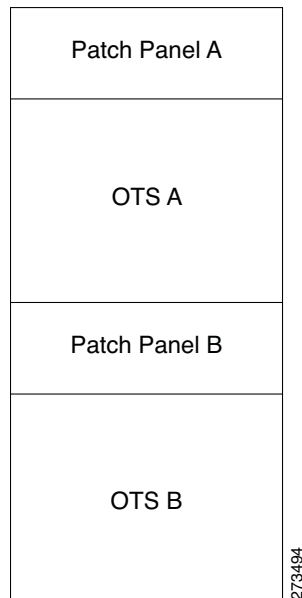 Patch Panel A
OTS A
Patch Panel B
OTS B
273494